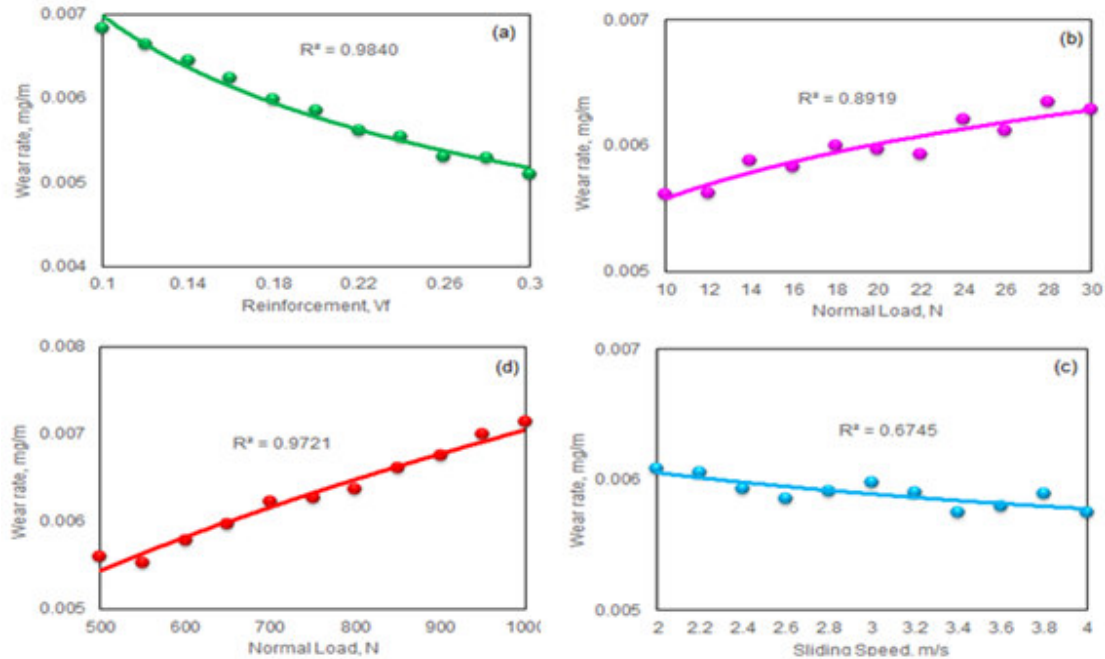 0.007
(a)
R² = 0.9840
0.006
Wear rate, mg/m
0.005
0.004
0.1 0.14 0.18 0.22 0.26 0.3
Reinforcement, Vf
0.007
(b)
R² = 0.8919
0.006
Wear rate, mg/m
0.005
10 12 14 16 18 20 22 24 26 28 30
Normal Load, N
0.008
(d)
0.007
R² = 0.9721
Wear rate, mg/m
0.006
0.005
500 600 700 800 900 1000
Normal Load, N
0.007
(c)
R² = 0.6745
0.006
Wear rate, mg/m
0.005
2 2.2 2.4 2.6 2.8 3 3.2 3.4 3.6 3.8 4
Sliding Speed, m/s